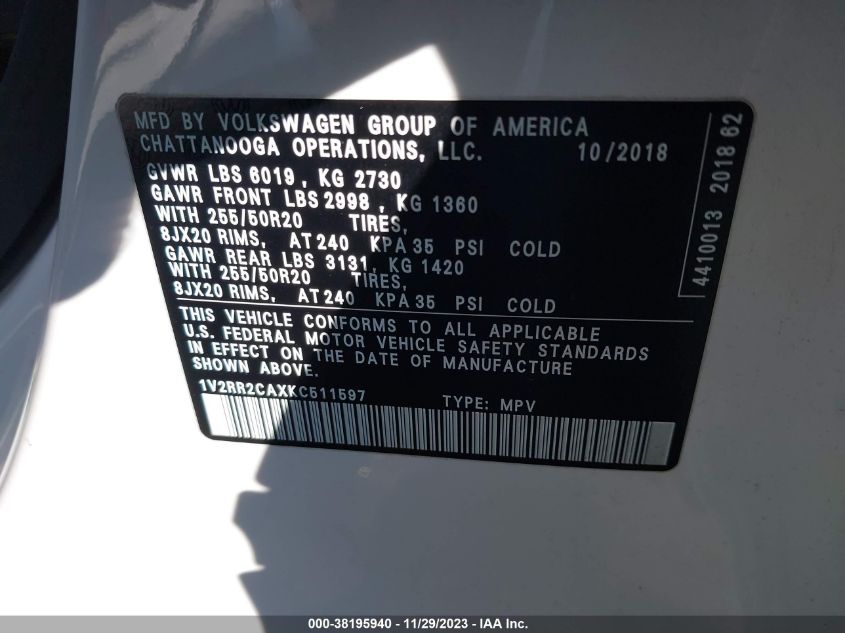 MFD BY VOLKSWAGEN GROUP OF AMERICA
CHATTANOOGA OPERATIONS, LLC. 10/2018
GVWR LBS 6019, KG 2730
GAWR FRONT LBS 2998, KG 1360
WITH 255/50R20 TIRES,
8JX20 RIMS, AT 240 KPA 35 PSI COLD
GAWR REAR LBS 3131, KG 1420
WITH 255/50R20 TIRES,
8JX20 RIMS, AT 240 KPA 35 PSI COLD
THIS VEHICLE CONFORMS TO ALL APPLICABLE
U.S. FEDERAL MOTOR VEHICLE SAFETY STANDARDS
IN EFFECT ON THE DATE OF MANUFACTURE
SHOWN ABOVE.
1V2RR2CAXKC511597 TYPE: MPV
4410013 2018 62
000-38195940 - 11/29/2023 - IAA Inc.